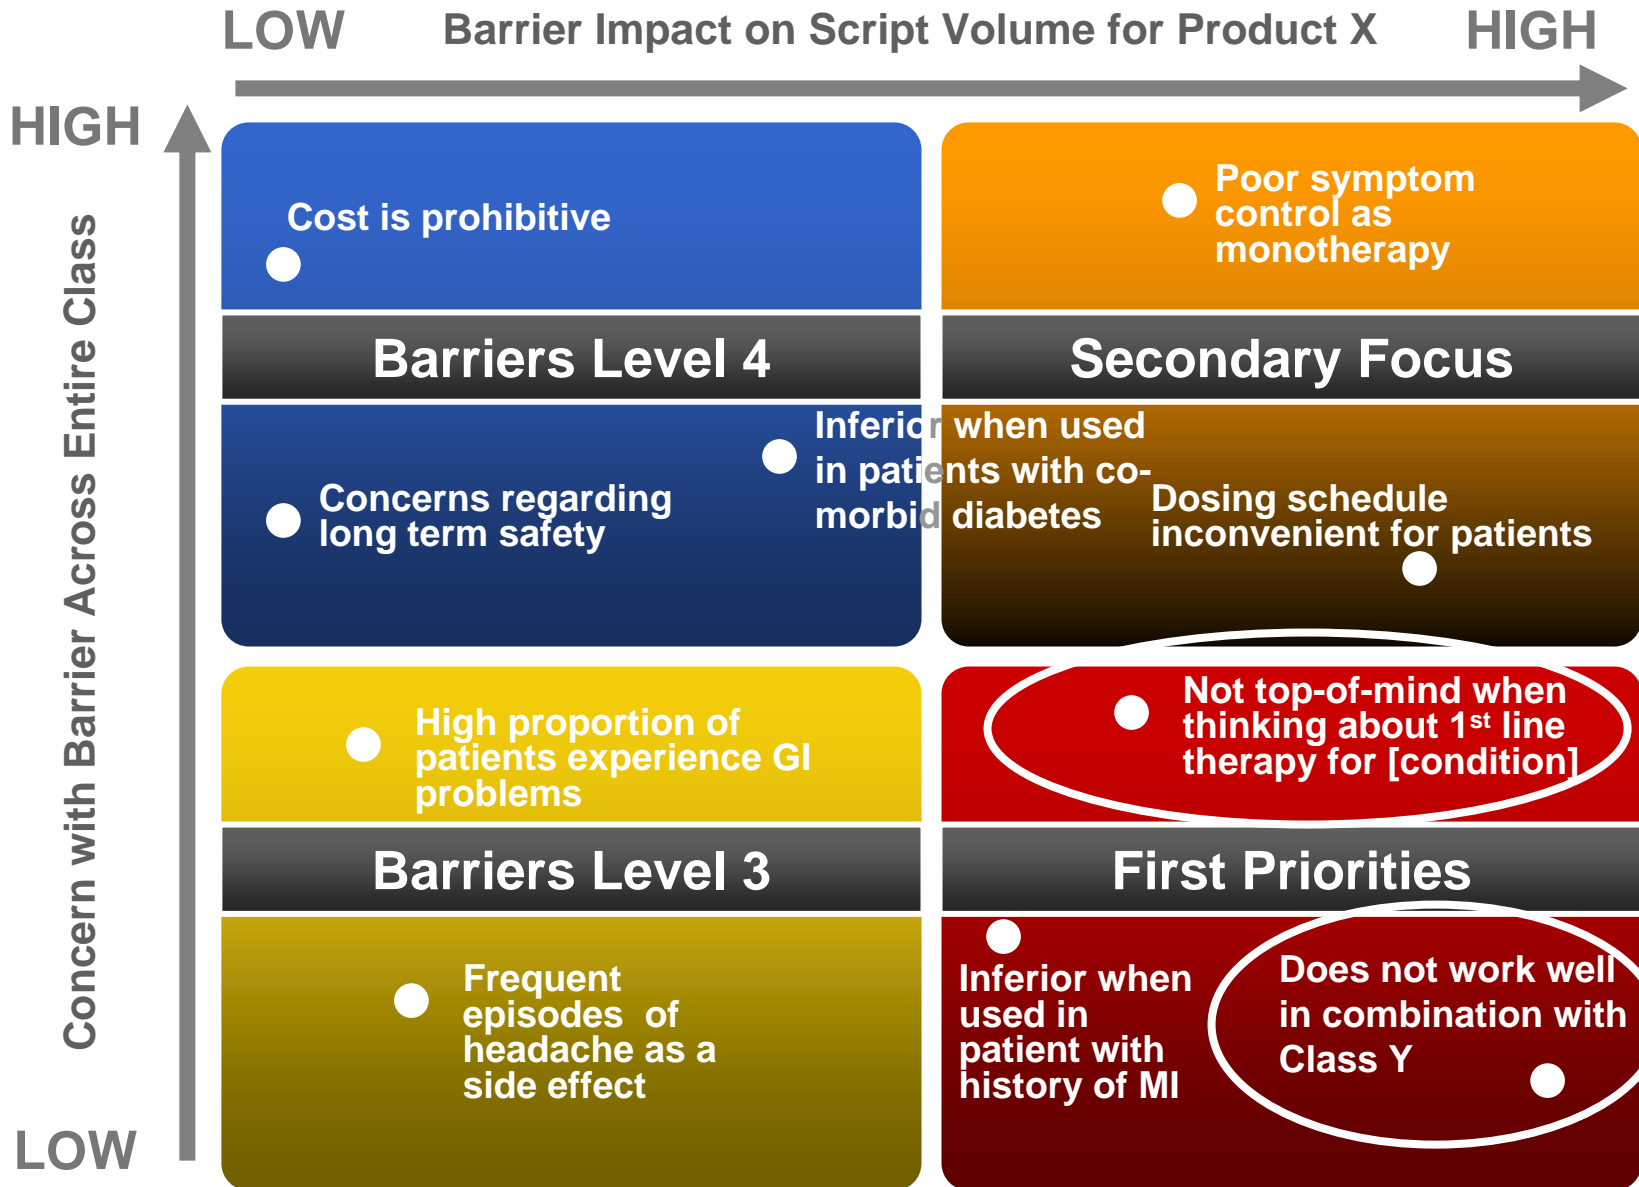 LOW
Barrier Impact on Script Volume for Product X
HIGH
HIGH
Concern with Barrier Across Entire Class
LOW
Cost is prohibitive
Poor symptom
control as
monotherapy
Barriers Level 4
Secondary Focus
Concerns regarding
long term safety
Inferior when used
in patients with co-
morbid diabetes
Dosing schedule
inconvenient for patients
High proportion of
patients experience GI
problems
Not top-of-mind when
thinking about 1st line
therapy for [condition]
Barriers Level 3
First Priorities
Frequent
episodes of
headache as a
side effect
Inferior when
used in
patient with
history of MI
Does not work well
in combination with
Class Y